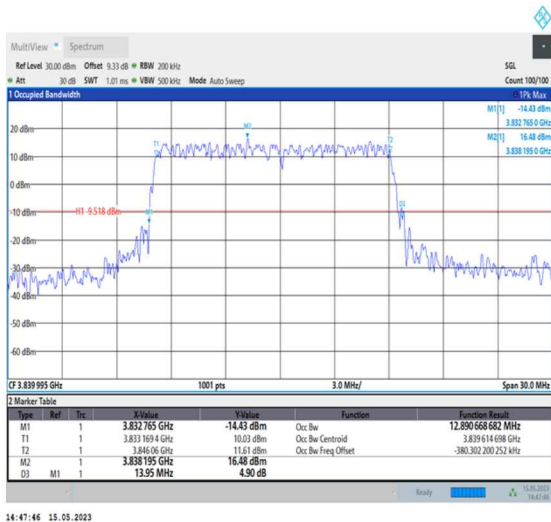 MultiView Spectrum
Ref Level 30.00 dBm Offset 9.33 dB RBW 200 kHz SGL
Att 30 dB SWT 1.01 ms VBW 500 kHz Mode Auto Sweep Count 100/100
1 Occupied Bandwidth 1Pk Max
M1[1] -14.43 dBm
3.832 765 0 GHz
M2[1] 16.48 dBm
3.838 195 0 GHz
20 dBm
T1
M2
T2
10 dBm
0 dBm
-10 dBm
H1 -9.518 dBm
M1
D3
-20 dBm
-30 dBm
-40 dBm
-50 dBm
-60 dBm
CF 3.839 995 GHz 1001 pts 3.0 MHz/ Span 30.0 MHz
2 Marker Table
Type Ref Trc X-Value Y-Value Function Function Result
M1 1 3.832 765 GHz -14.43 dBm Occ Bw 12.890 668 682 MHz
T1 1 3.833 169 4 GHz 10.03 dBm Occ Bw Centroid 3.839 614 698 GHz
T2 1 3.846 06 GHz 11.61 dBm Occ Bw Freq Offset -380.302 200 252 kHz
M2 1 3.838 195 GHz 16.48 dBm
D3 M1 1 13.95 MHz 4.90 dB
Ready 15.05.2023
14:47:46
14:47:46 15.05.2023